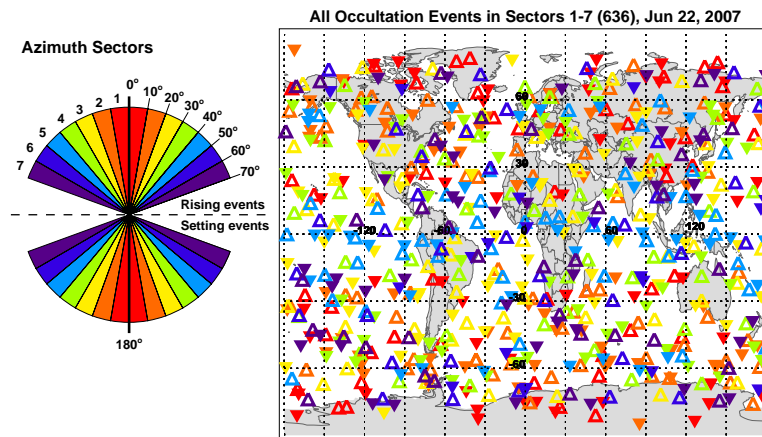 All Occultation Events in Sectors 1-7 (636), Jun 22, 2007
Azimuth Sectors
0°
1 10°
2 20°
3 30°
4 40°
5 50°
6 60°
7 70°
Rising events
Setting events
180°
60
30
-120 -60 0 60 120
-30
-60